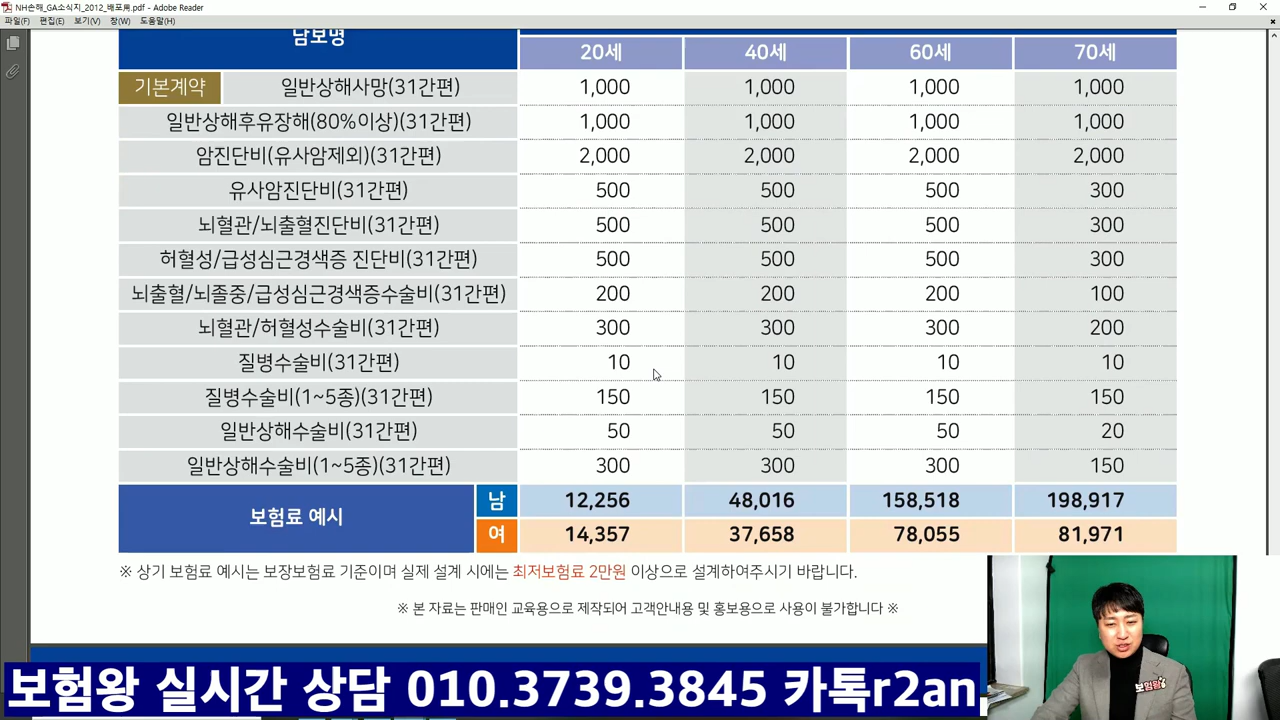 NH손해_GA소식지_2012_배포用.pdf - Adobe Reader
파일(F) 편집(E) 보기(V) 창(W) 도움말(H)
담보명 20세 40세 60세 70세
기본계약 일반상해사망(31간편) 1,000 1,000 1,000 1,000
일반상해후유장해(80%이상)(31간편) 1,000 1,000 1,000 1,000
암진단비(유사암제외)(31간편) 2,000 2,000 2,000 2,000
유사암진단비(31간편) 500 500 500 300
뇌혈관/뇌출혈진단비(31간편) 500 500 500 300
허혈성/급성심근경색증 진단비(31간편) 500 500 500 300
뇌출혈/뇌졸중/급성심근경색증수술비(31간편) 200 200 200 100
뇌혈관/허혈성수술비(31간편) 300 300 300 200
질병수술비(31간편) 10 10 10 10
질병수술비(1~5종)(31간편) 150 150 150 150
일반상해수술비(31간편) 50 50 50 20
일반상해수술비(1~5종)(31간편) 300 300 300 150
보험료 예시 남 12,256 48,016 158,518 198,917
여 14,357 37,658 78,055 81,971
※ 상기 보험료 예시는 보장보험료 기준이며 실제 설계 시에는 최저보험료 2만원 이상으로 설계하여주시기 바랍니다.
※ 본 자료는 판매인 교육용으로 제작되어 고객안내용 및 홍보용으로 사용이 불가합니다 ※
보험왕
보험왕 실시간 상담 010.3739.3845 카톡r2an